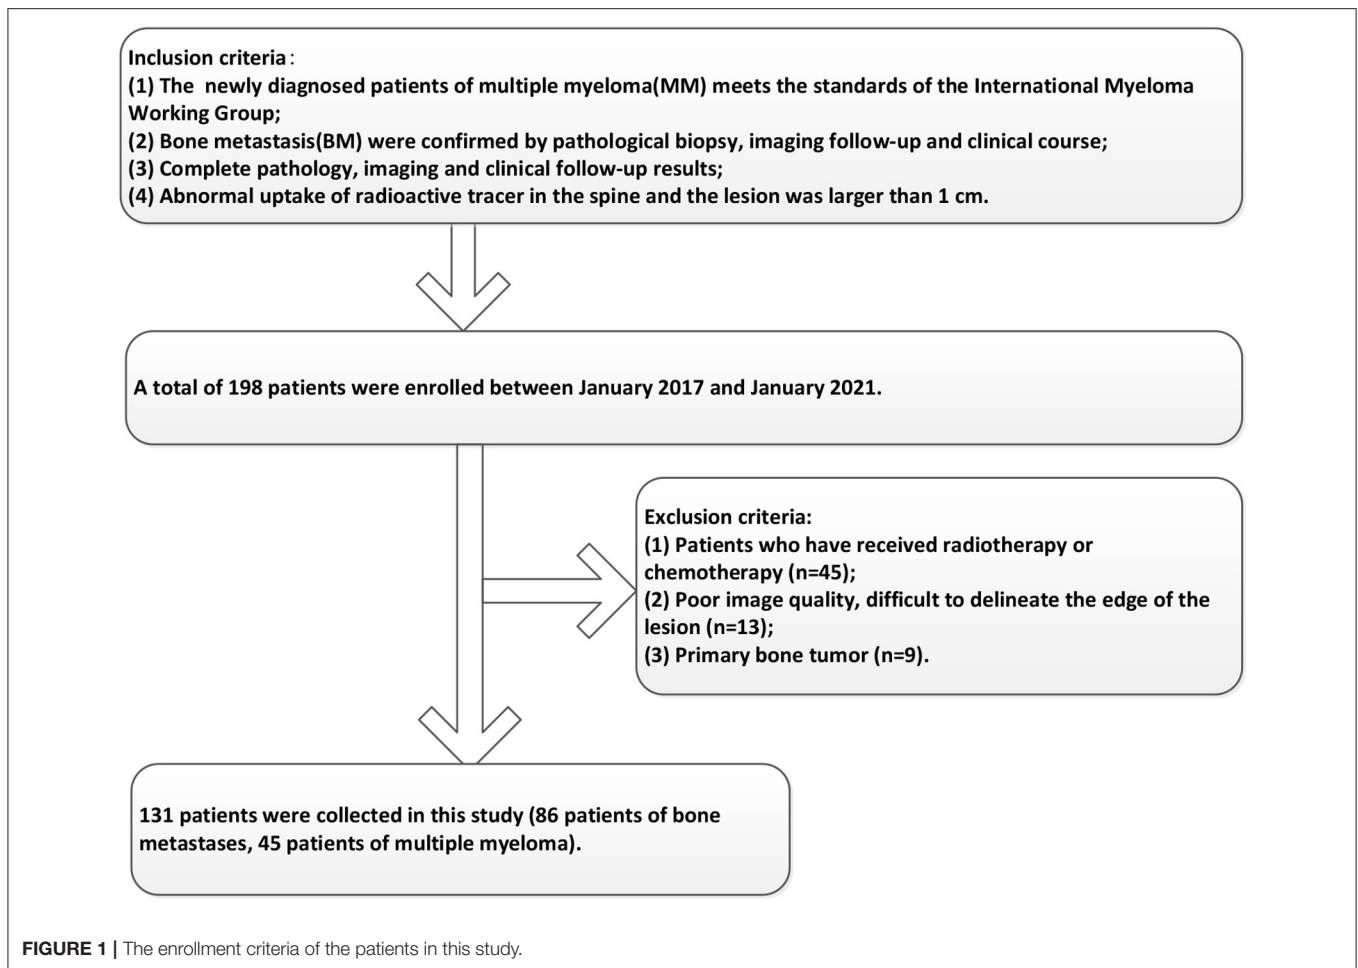 Inclusion criteria:
(1) The newly diagnosed patients of multiple myeloma(MM) meets the standards of the International Myeloma
Working Group;
(2) Bone metastasis(BM) were confirmed by pathological biopsy, imaging follow-up and clinical course;
(3) Complete pathology, imaging and clinical follow-up results;
(4) Abnormal uptake of radioactive tracer in the spine and the lesion was larger than 1 cm.
A total of 198 patients were enrolled between January 2017 and January 2021.
Exclusion criteria:
(1) Patients who have received radiotherapy or
chemotherapy (n=45);
(2) Poor image quality, difficult to delineate the edge of the
lesion (n=13);
(3) Primary bone tumor (n=9).
131 patients were collected in this study (86 patients of bone
metastases, 45 patients of multiple myeloma).
FIGURE 1 | The enrollment criteria of the patients in this study.